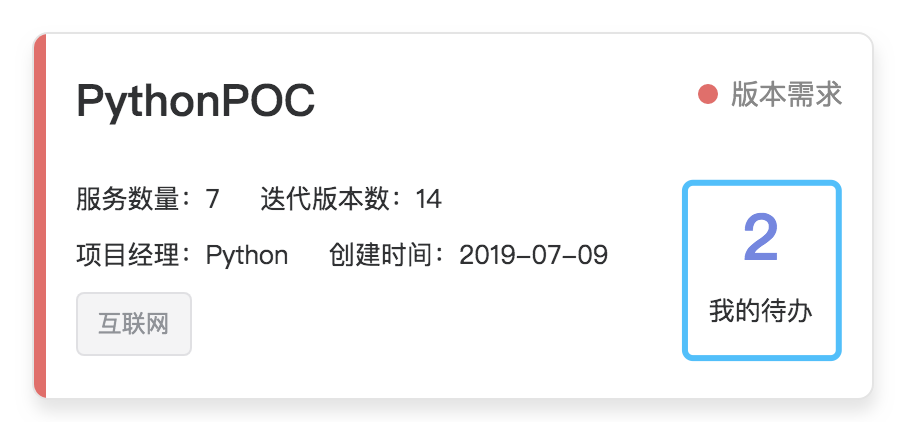 PythonPOC
版本需求
服务数量：7 迭代版本数：14
项目经理：Python 创建时间：2019-07-09
互联网
2
我的待办